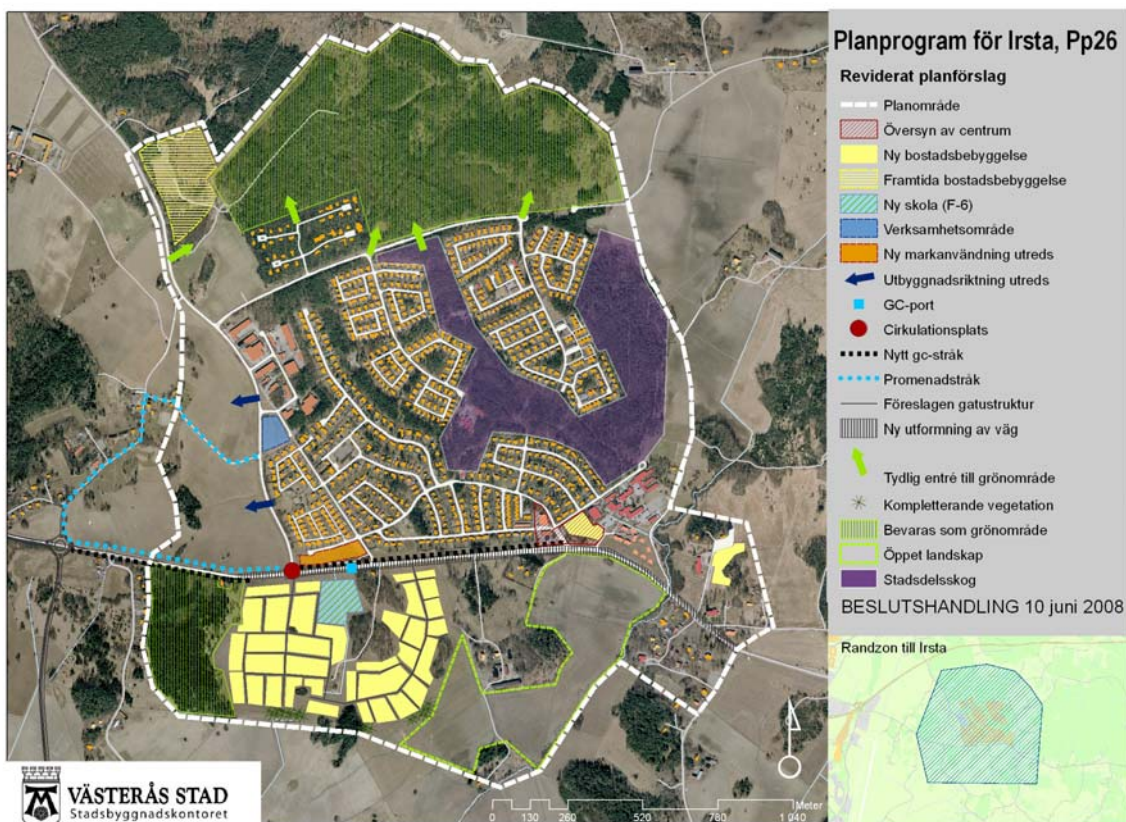 Planprogram för Irsta, Pp26
Reviderat planförslag
Planområde
Översyn av centrum
Ny bostadsbebyggelse
Framtida bostadsbebyggelse
Ny skola (F-6)
Verksamhetsområde
Ny markanvändning utreds
Utbyggnadsriktning utreds
GC-port
Cirkulationsplats
Nytt gc-stråk
Promenadstråk
Föreslagen gatustruktur
Ny utformning av väg
Tydlig entré till grönområde
Kompletterande vegetation
Bevaras som grönområde
Öppet landskap
Stadsdelsskog
BESLUTSHANDLING 10 juni 2008
Randzon till Irsta
VÄSTERÅS STAD
Stadsbyggnadskontoret
Meter
0 130 260 520 780 1 040